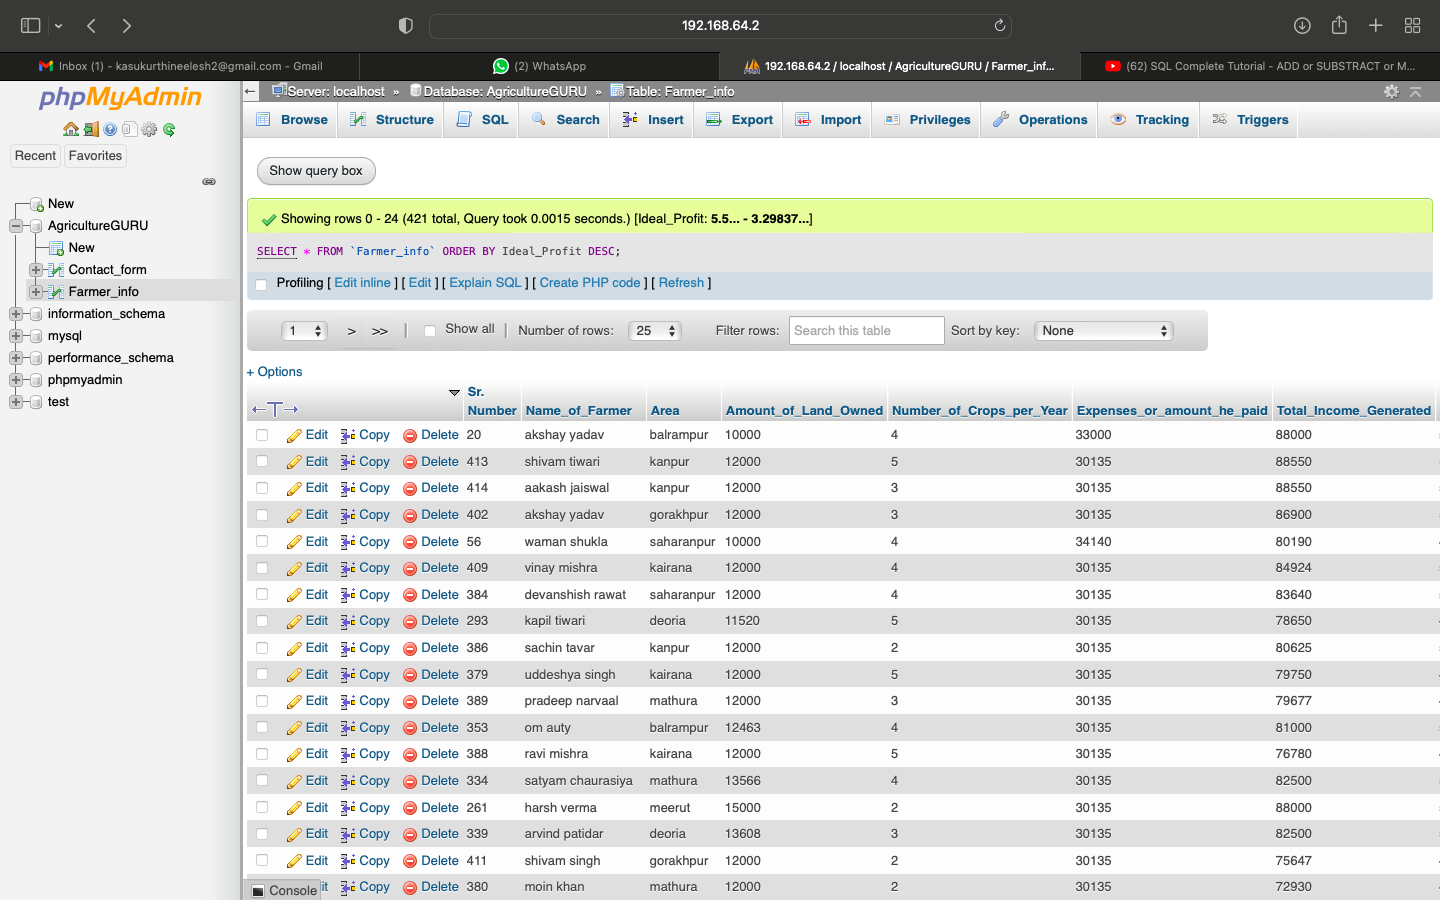 192.168.64.2
Inbox (1) - kasukurthineelesh2@gmail.com - Gmail
(2) WhatsApp
192.168.64.2 / localhost / AgricultureGURU / Farmer_info...
(62) SQL Complete Tutorial - ADD or SUBSTRACT or M...
phpMyAdmin
Recent Favorites
New
AgricultureGURU
New
Contact_form
Farmer_info
information_schema
mysql
performance_schema
phpmyadmin
test
Server: localhost » Database: AgricultureGURU » Table: Farmer_info
Browse Structure SQL Search Insert Export Import Privileges Operations Tracking Triggers
Show query box
Showing rows 0 - 24 (421 total, Query took 0.0015 seconds.) [Ideal_Profit: 5.5... - 3.29837...]
SELECT * FROM `Farmer_info` ORDER BY Ideal_Profit DESC;
Profiling [ Edit inline ] [ Edit ] [ Explain SQL ] [ Create PHP code ] [ Refresh ]
1 > >> | Show all | Number of rows: 25 Filter rows: Search this table Sort by key: None
+ Options
←T→ Sr. Number Name_of_Farmer Area Amount_of_Land_Owned Number_of_Crops_per_Year Expenses_or_amount_he_paid Total_Income_Generated
Edit Copy Delete 20 akshay yadav balrampur 10000 4 33000 88000
Edit Copy Delete 413 shivam tiwari kanpur 12000 5 30135 88550
Edit Copy Delete 414 aakash jaiswal kanpur 12000 3 30135 88550
Edit Copy Delete 402 akshay yadav gorakhpur 12000 3 30135 86900
Edit Copy Delete 56 waman shukla saharanpur 10000 4 34140 80190
Edit Copy Delete 409 vinay mishra kairana 12000 4 30135 84924
Edit Copy Delete 384 devanshish rawat saharanpur 12000 4 30135 83640
Edit Copy Delete 293 kapil tiwari deoria 11520 5 30135 78650
Edit Copy Delete 386 sachin tavar kanpur 12000 2 30135 80625
Edit Copy Delete 379 uddeshya singh kairana 12000 5 30135 79750
Edit Copy Delete 389 pradeep narvaal mathura 12000 3 30135 79677
Edit Copy Delete 353 om auty balrampur 12463 4 30135 81000
Edit Copy Delete 388 ravi mishra kairana 12000 5 30135 76780
Edit Copy Delete 334 satyam chaurasiya mathura 13566 4 30135 82500
Edit Copy Delete 261 harsh verma meerut 15000 2 30135 88000
Edit Copy Delete 339 arvind patidar deoria 13608 3 30135 82500
Edit Copy Delete 411 shivam singh gorakhpur 12000 2 30135 75647
Console it Copy Delete 380 moin khan mathura 12000 2 30135 72930